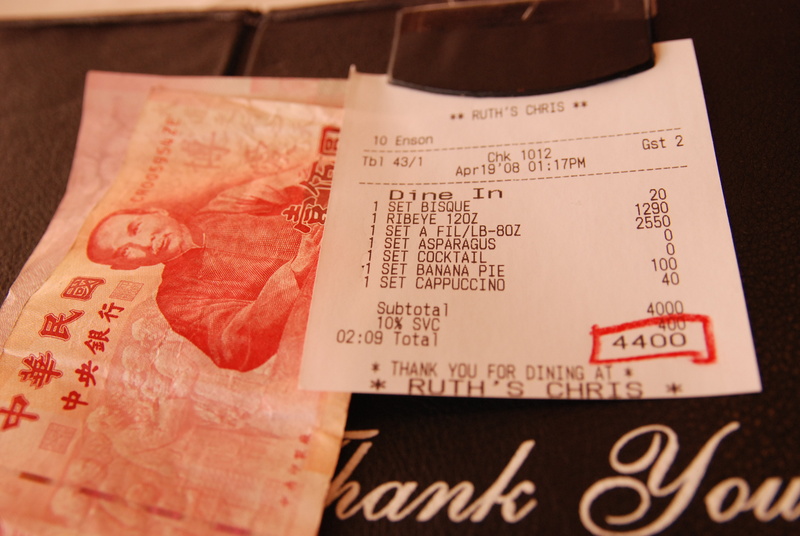 ** RUTH'S CHRIS **
10 Enson
Tbl 43/1 Chk 1012 Gst 2
Apr19'08 01:17PM
Dine In
1 SET BISQUE 20
1 RIBEYE 12OZ 1290
1 SET A FIL/LB-8OZ 2550
1 SET ASPARAGUS 0
1 SET COCKTAIL 0
1 SET BANANA PIE 100
1 SET CAPPUCCINO 40
Subtotal 4000
10% SVC 400
02:09 Total 4400
* THANK YOU FOR DINING AT *
* RUTH'S CHRIS *
中華民國
中央銀行
壹佰圓
Thank You